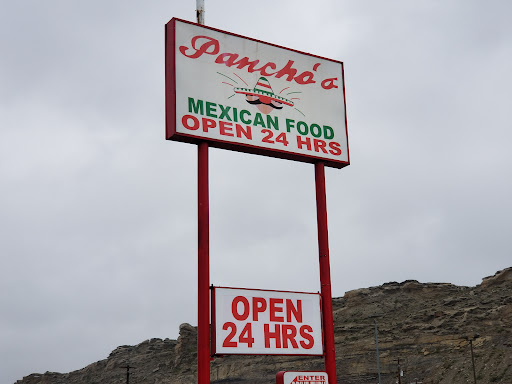 Pancho's
MEXICAN FOOD
OPEN 24 HRS
OPEN
24 HRS
ENTER